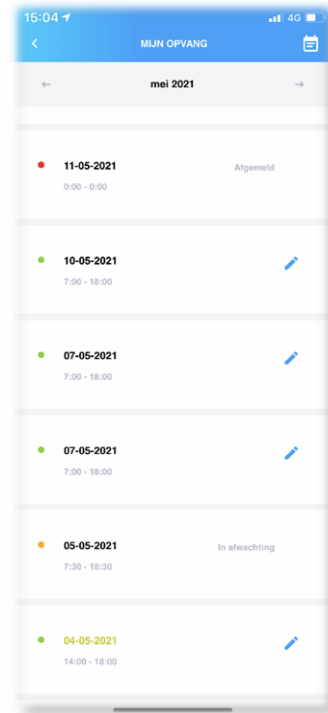 15:04 4G
MIJN OPVANG
mei 2021
11-05-2021 Afgemeld
0:00 - 0:00
10-05-2021
7:00 - 18:00
07-05-2021
7:00 - 18:00
07-05-2021
7:00 - 18:00
05-05-2021 In afwachting
7:30 - 18:30
04-05-2021
14:00 - 18:00